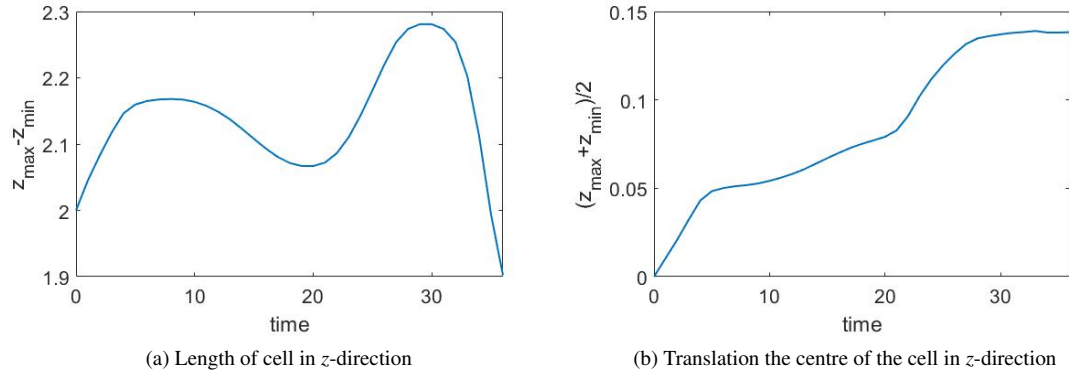 2.3
2.2
2.1
2
1.9
z_max-z_min
0 10 20 30
time
(a) Length of cell in z-direction
0.15
0.1
0.05
0
(z_max+z_min)/2
0 10 20 30
time
(b) Translation the centre of the cell in z-direction